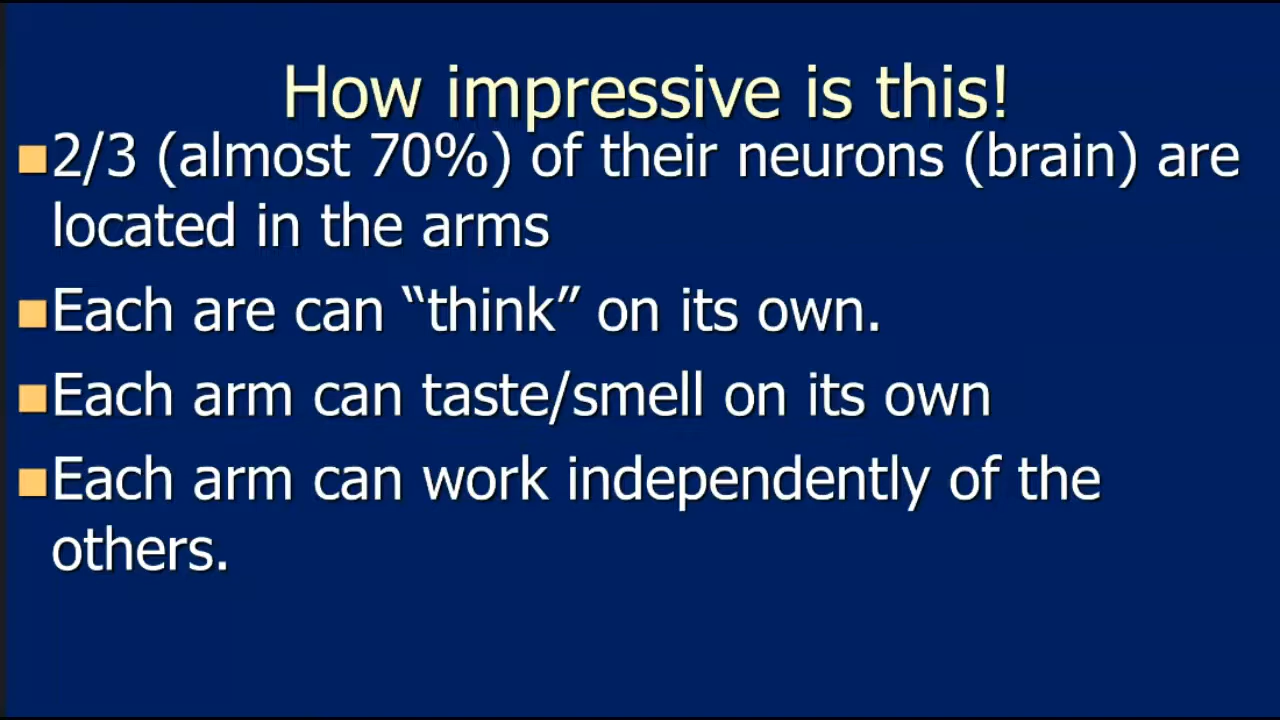 How impressive is this!
2/3 (almost 70%) of their neurons (brain) are
located in the arms
Each are can “think” on its own.
Each arm can taste/smell on its own
Each arm can work independently of the
others.